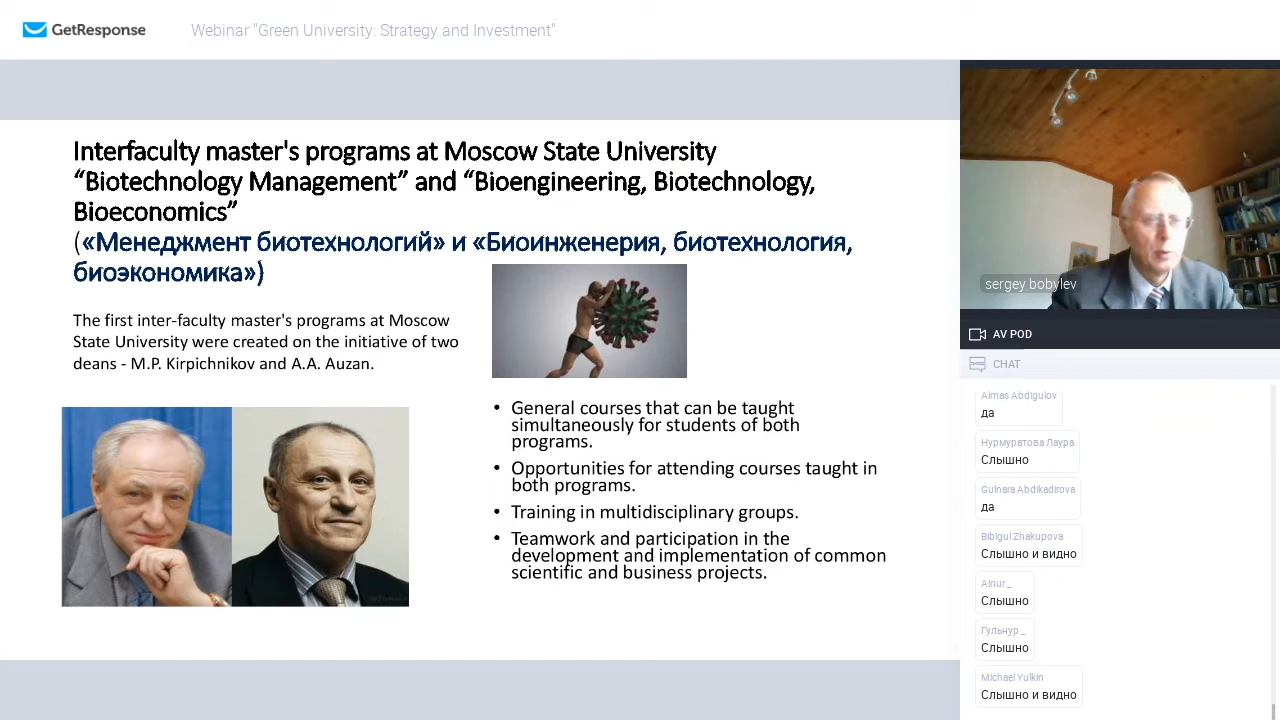 GetResponse
Webinar "Green University: Strategy and Investment"
Interfaculty master's programs at Moscow State University
“Biotechnology Management” and “Bioengineering, Biotechnology,
Bioeconomics”
(«Менеджмент биотехнологий» и «Биоинженерия, биотехнология,
биоэкономика»)
The first inter-faculty master's programs at Moscow
State University were created on the initiative of two
deans - M.P. Kirpichnikov and A.A. Auzan.
• General courses that can be taught
simultaneously for students of both
programs.
• Opportunities for attending courses taught in
both programs.
• Training in multidisciplinary groups.
• Teamwork and participation in the
development and implementation of common
scientific and business projects.
sergey bobylev
AV POD
CHAT
Almas Abdigulov
да
Нурмуратова Лаура
Слышно
Gulnara Abdikadirova
да
Bibigul Zhakupova
Слышно и видно
Ainur _
Слышно
Гульнур _
Слышно
Michael Yulkin
Слышно и видно